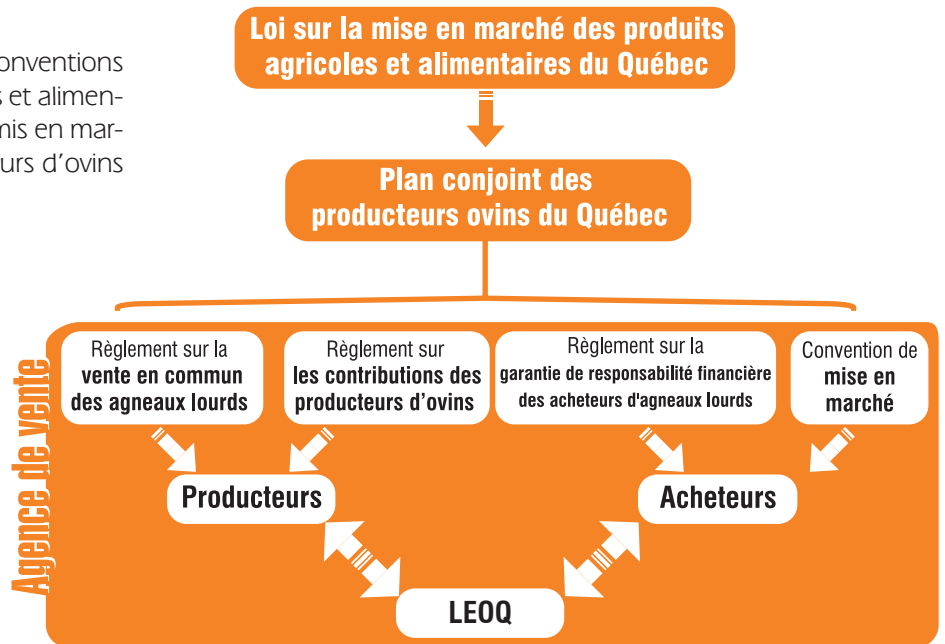 Loi sur la mise en marché des produits
agricoles et alimentaires du Québec
onventions
s et alimen-
mis en mar-
urs d'ovins
Plan conjoint des
producteurs ovins du Québec
Agence de vente
Règlement sur la
vente en commun
des agneaux lourds
Règlement sur
les contributions des
producteurs d'ovins
Règlement sur la
garantie de responsabilité financière
des acheteurs d'agneaux lourds
Convention de
mise en
marché
Producteurs
Acheteurs
LEOQ